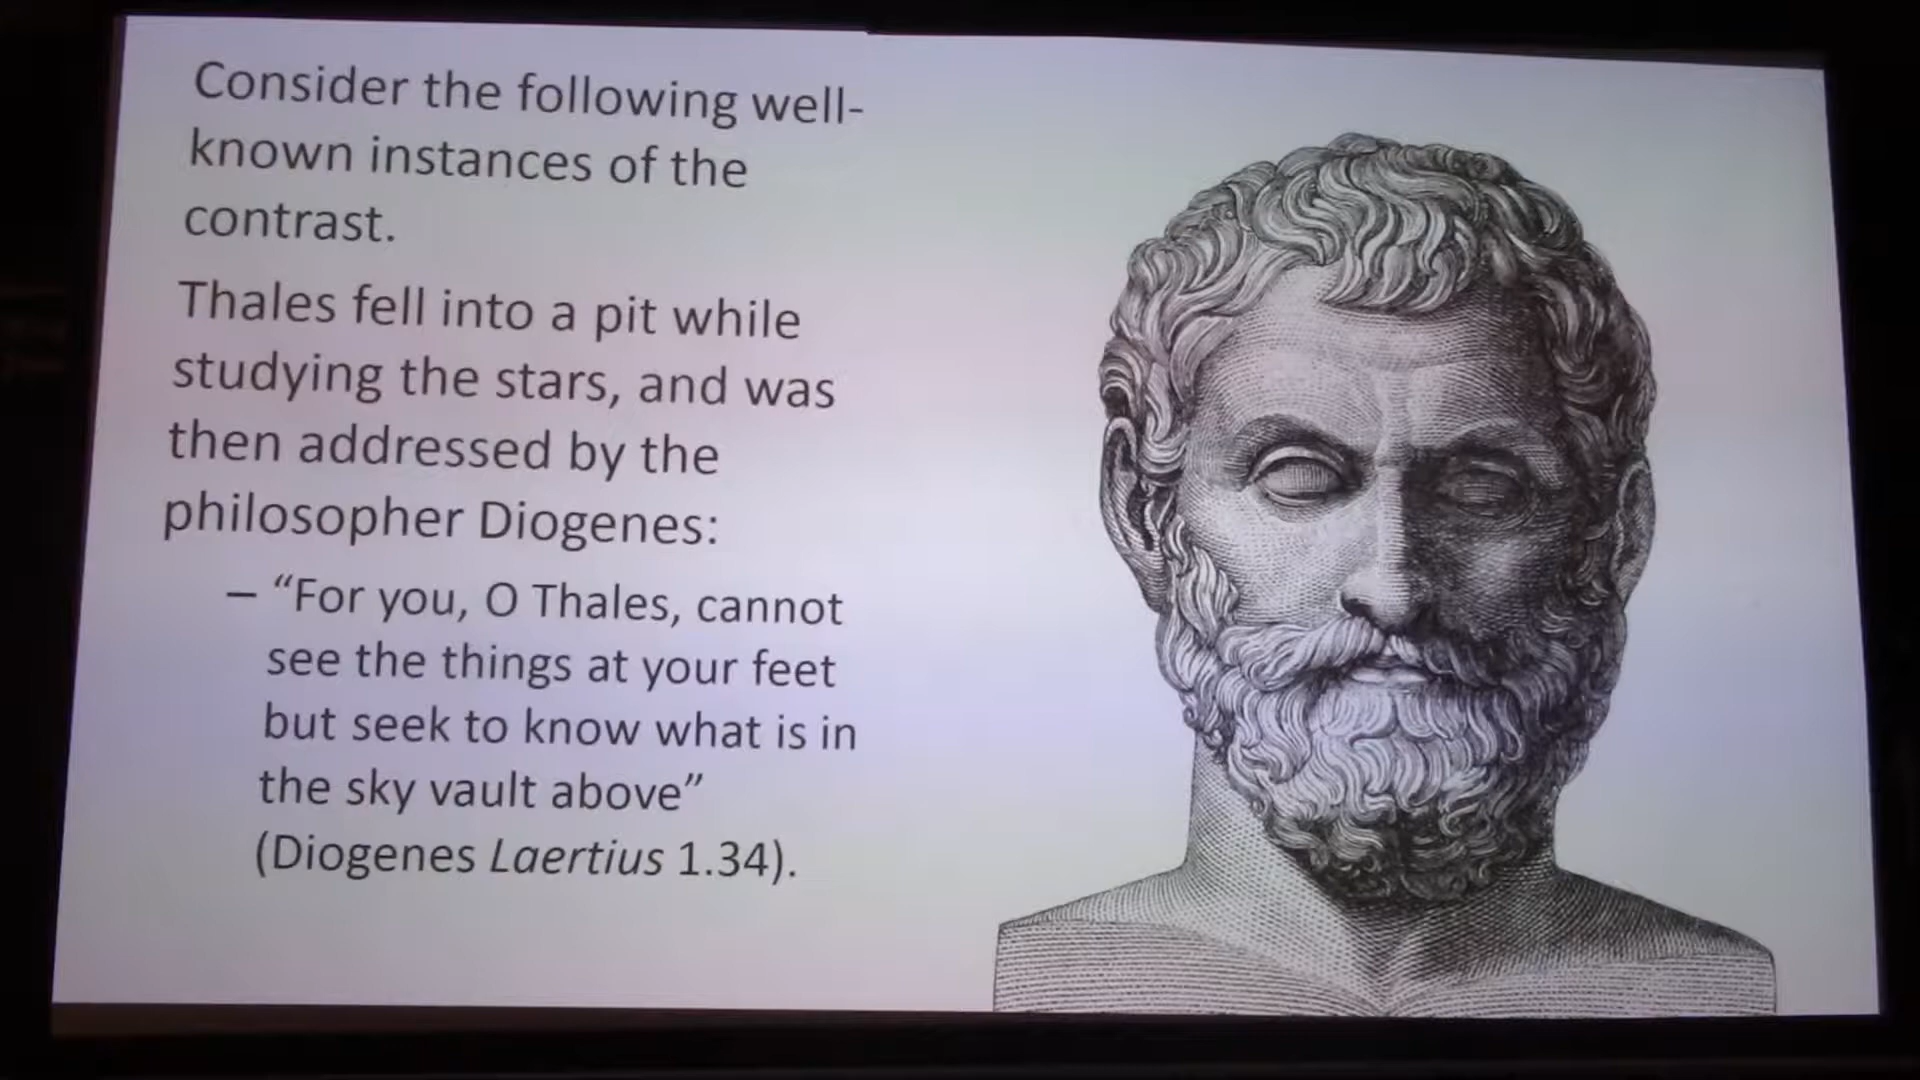 Consider the following well-
known instances of the
contrast.
Thales fell into a pit while
studying the stars, and was
then addressed by the
philosopher Diogenes:
– “For you, O Thales, cannot
see the things at your feet
but seek to know what is in
the sky vault above”
(Diogenes Laertius 1.34).